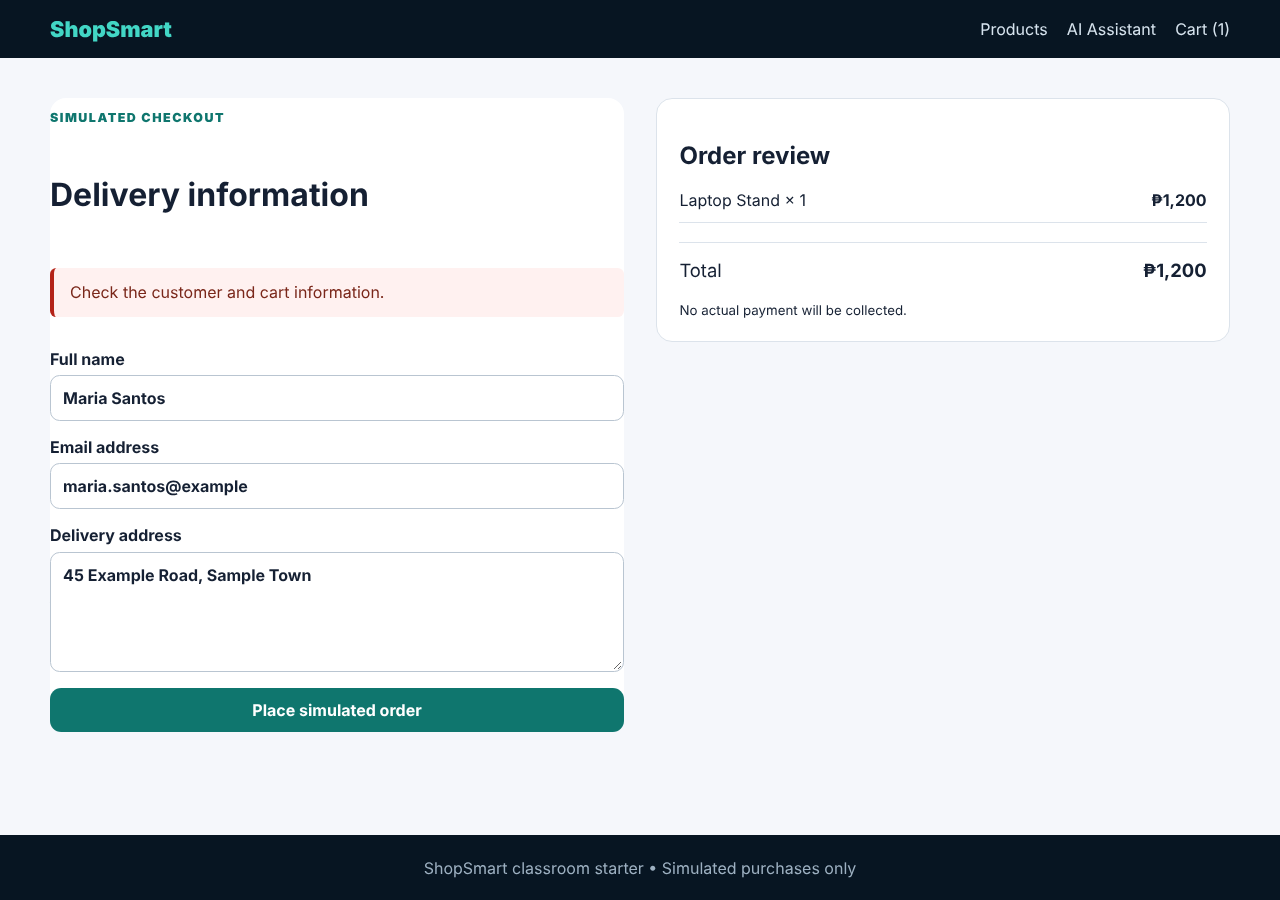 ShopSmart
Products AI Assistant Cart (1)
SIMULATED CHECKOUT
Delivery information
Check the customer and cart information.
Full name
Maria Santos
Email address
maria.santos@example
Delivery address
45 Example Road, Sample Town
Place simulated order
Order review
Laptop Stand × 1 ₱1,200
Total ₱1,200
No actual payment will be collected.
ShopSmart classroom starter • Simulated purchases only